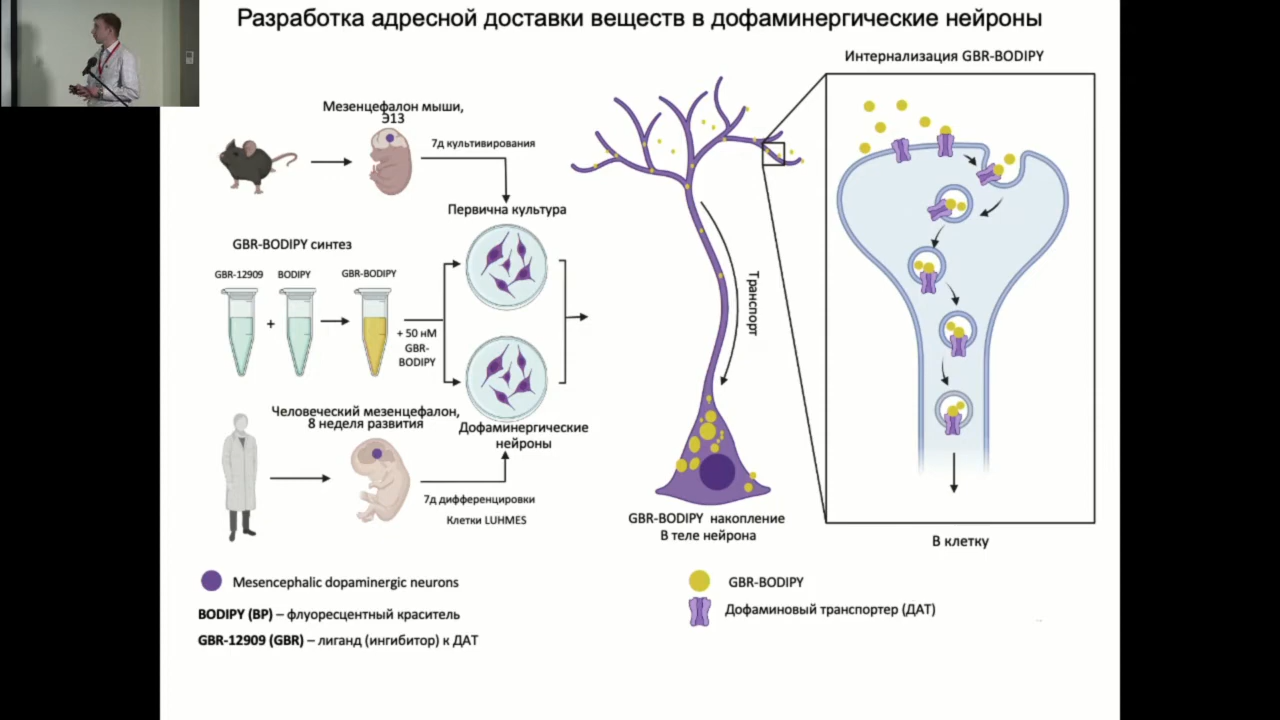 Разработка адресной доставки веществ в дофаминергические нейроны
Интернализация GBR-BODIPY
Мезенцефалон мыши,
Э13
7д культивирования
Первична культура
GBR-BODIPY синтез
GBR-12909
BODIPY
GBR-BODIPY
+
+ 50 нМ
GBR-
BODIPY
Транспорт
Человеческий мезенцефалон,
8 неделя развития
Дофаминергические
нейроны
7д дифференцировки
Клетки LUHMES
GBR-BODIPY накопление
В теле нейрона
В клетку
Mesencephalic dopaminergic neurons
BODIPY (BP) – флуоресцентный краситель
GBR-12909 (GBR) – лиганд (ингибитор) к ДАТ
GBR-BODIPY
Дофаминовый транспортер (ДАТ)